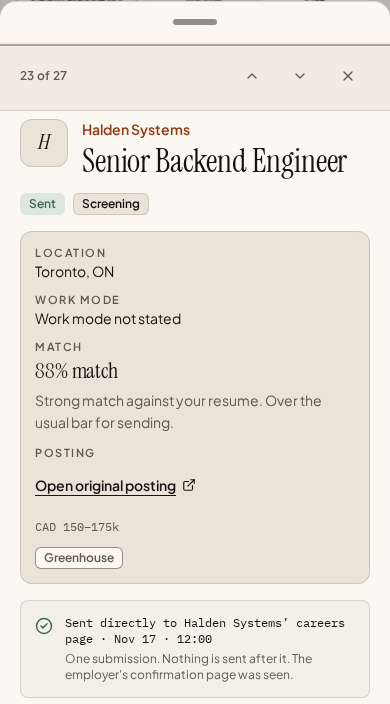 23 of 27
H
Halden Systems
Senior Backend Engineer
Sent
Screening
LOCATION
Toronto, ON
WORK MODE
Work mode not stated
MATCH
88% match
Strong match against your resume. Over the
usual bar for sending.
POSTING
Open original posting
CAD 150–175k
Greenhouse
Sent directly to Halden Systems’ careers
page · Nov 17 · 12:00
One submission. Nothing is sent after it. The
employer's confirmation page was seen.